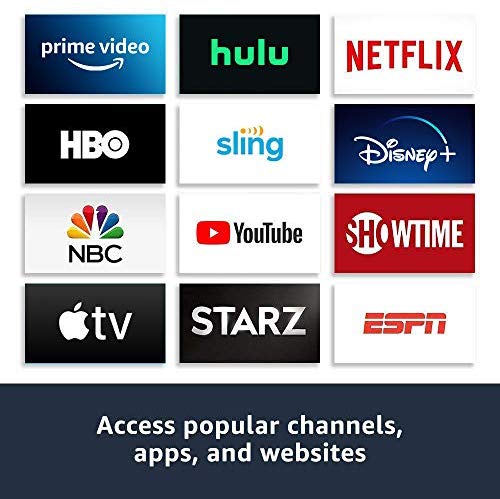 prime video
hulu
NETFLIX
HBO
sling
Disney+
NBC
YouTube
SHOWTIME
tv
STARZ
ESPN
Access popular channels,
apps, and websites